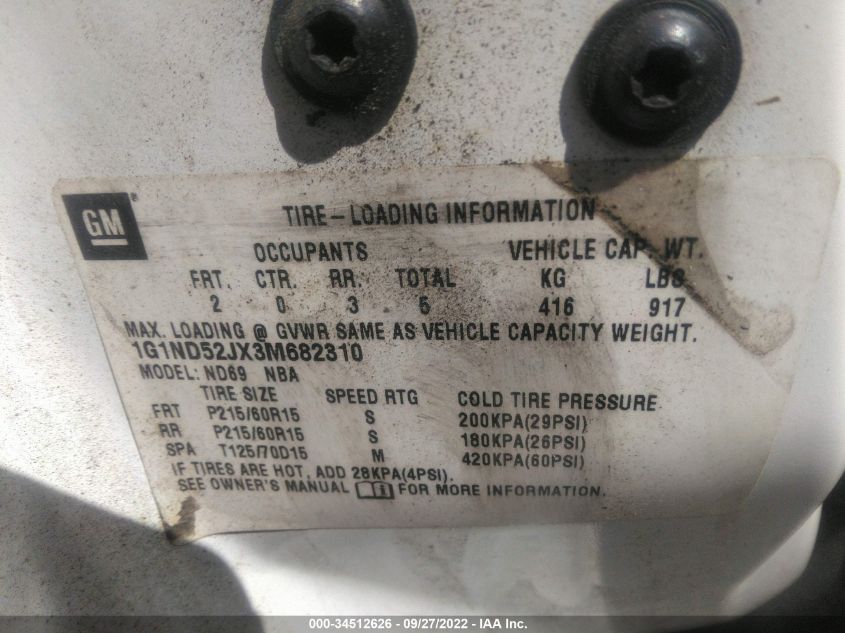 GM ®
TIRE-LOADING INFORMATION
OCCUPANTS VEHICLE CAP. WT.
FRT. CTR. RR. TOTAL KG LBS
2 0 3 5 416 917
MAX. LOADING @ GVWR SAME AS VEHICLE CAPACITY WEIGHT.
1G1ND52JX3M682310
MODEL: ND69 NBA
TIRE SIZE SPEED RTG COLD TIRE PRESSURE
FRT P215/60R15 S 200KPA(29PSI)
RR P215/60R15 S 180KPA(26PSI)
SPA T125/70D15 M 420KPA(60PSI)
IF TIRES ARE HOT, ADD 28KPA(4PSI).
SEE OWNER'S MANUAL FOR MORE INFORMATION.
000-34512626 - 09/27/2022 - IAA Inc.